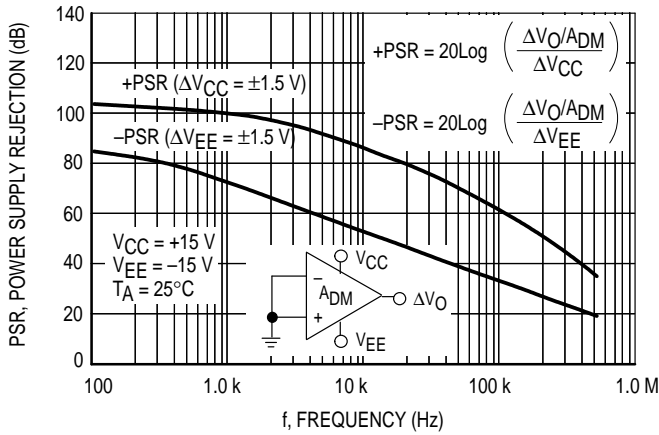 PSR, POWER SUPPLY REJECTION (dB)
140
120
100
80
60
40
20
0
+PSR (ΔVCC = ±1.5 V)
–PSR (ΔVEE = ±1.5 V)
+PSR = 20Log ( ΔVO/ADM / ΔVCC )
–PSR = 20Log ( ΔVO/ADM / ΔVEE )
VCC = +15 V
VEE = –15 V
TA = 25°C
VCC
–
ADM
+
ΔVO
VEE
100
1.0 k
10 k
100 k
1.0 M
f, FREQUENCY (Hz)